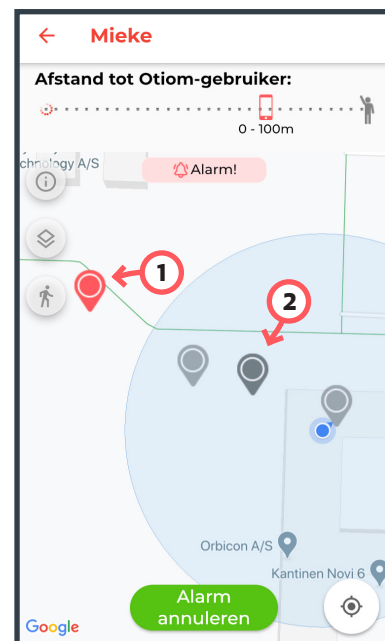 Mieke
Afstand tot Otiom-gebruiker:
0 - 100m
chnology A/S
Alarm!
1
2
Orbicon A/S
Kantinen Novi 6
Alarm
annuleren
Google